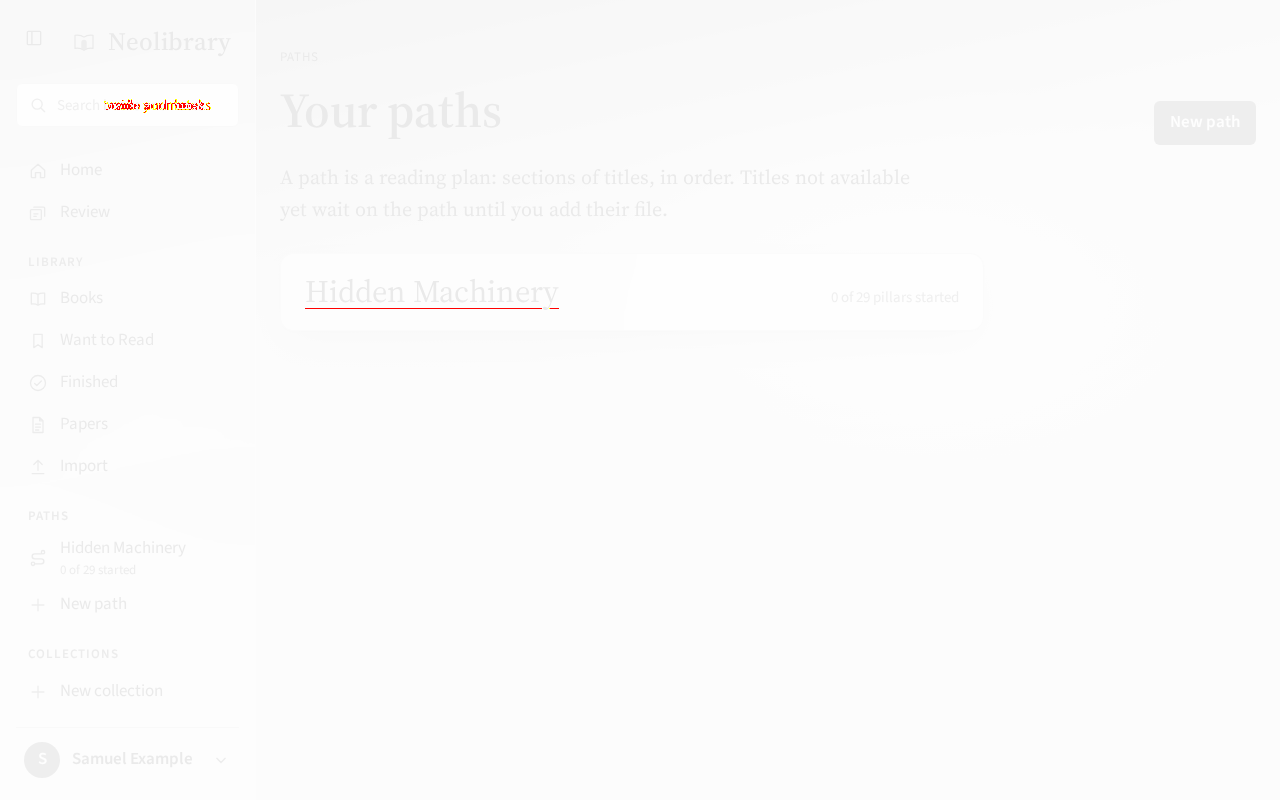 Neolibrary
Search
Home
Review
LIBRARY
Books
Want to Read
Finished
Papers
Import
PATHS
Hidden Machinery
0 of 29 started
New path
COLLECTIONS
New collection
S
Samuel Example
PATHS
Your paths
New path
A path is a reading plan: sections of titles, in order. Titles not available
yet wait on the path until you add their file.
Hidden Machinery
0 of 29 pillars started